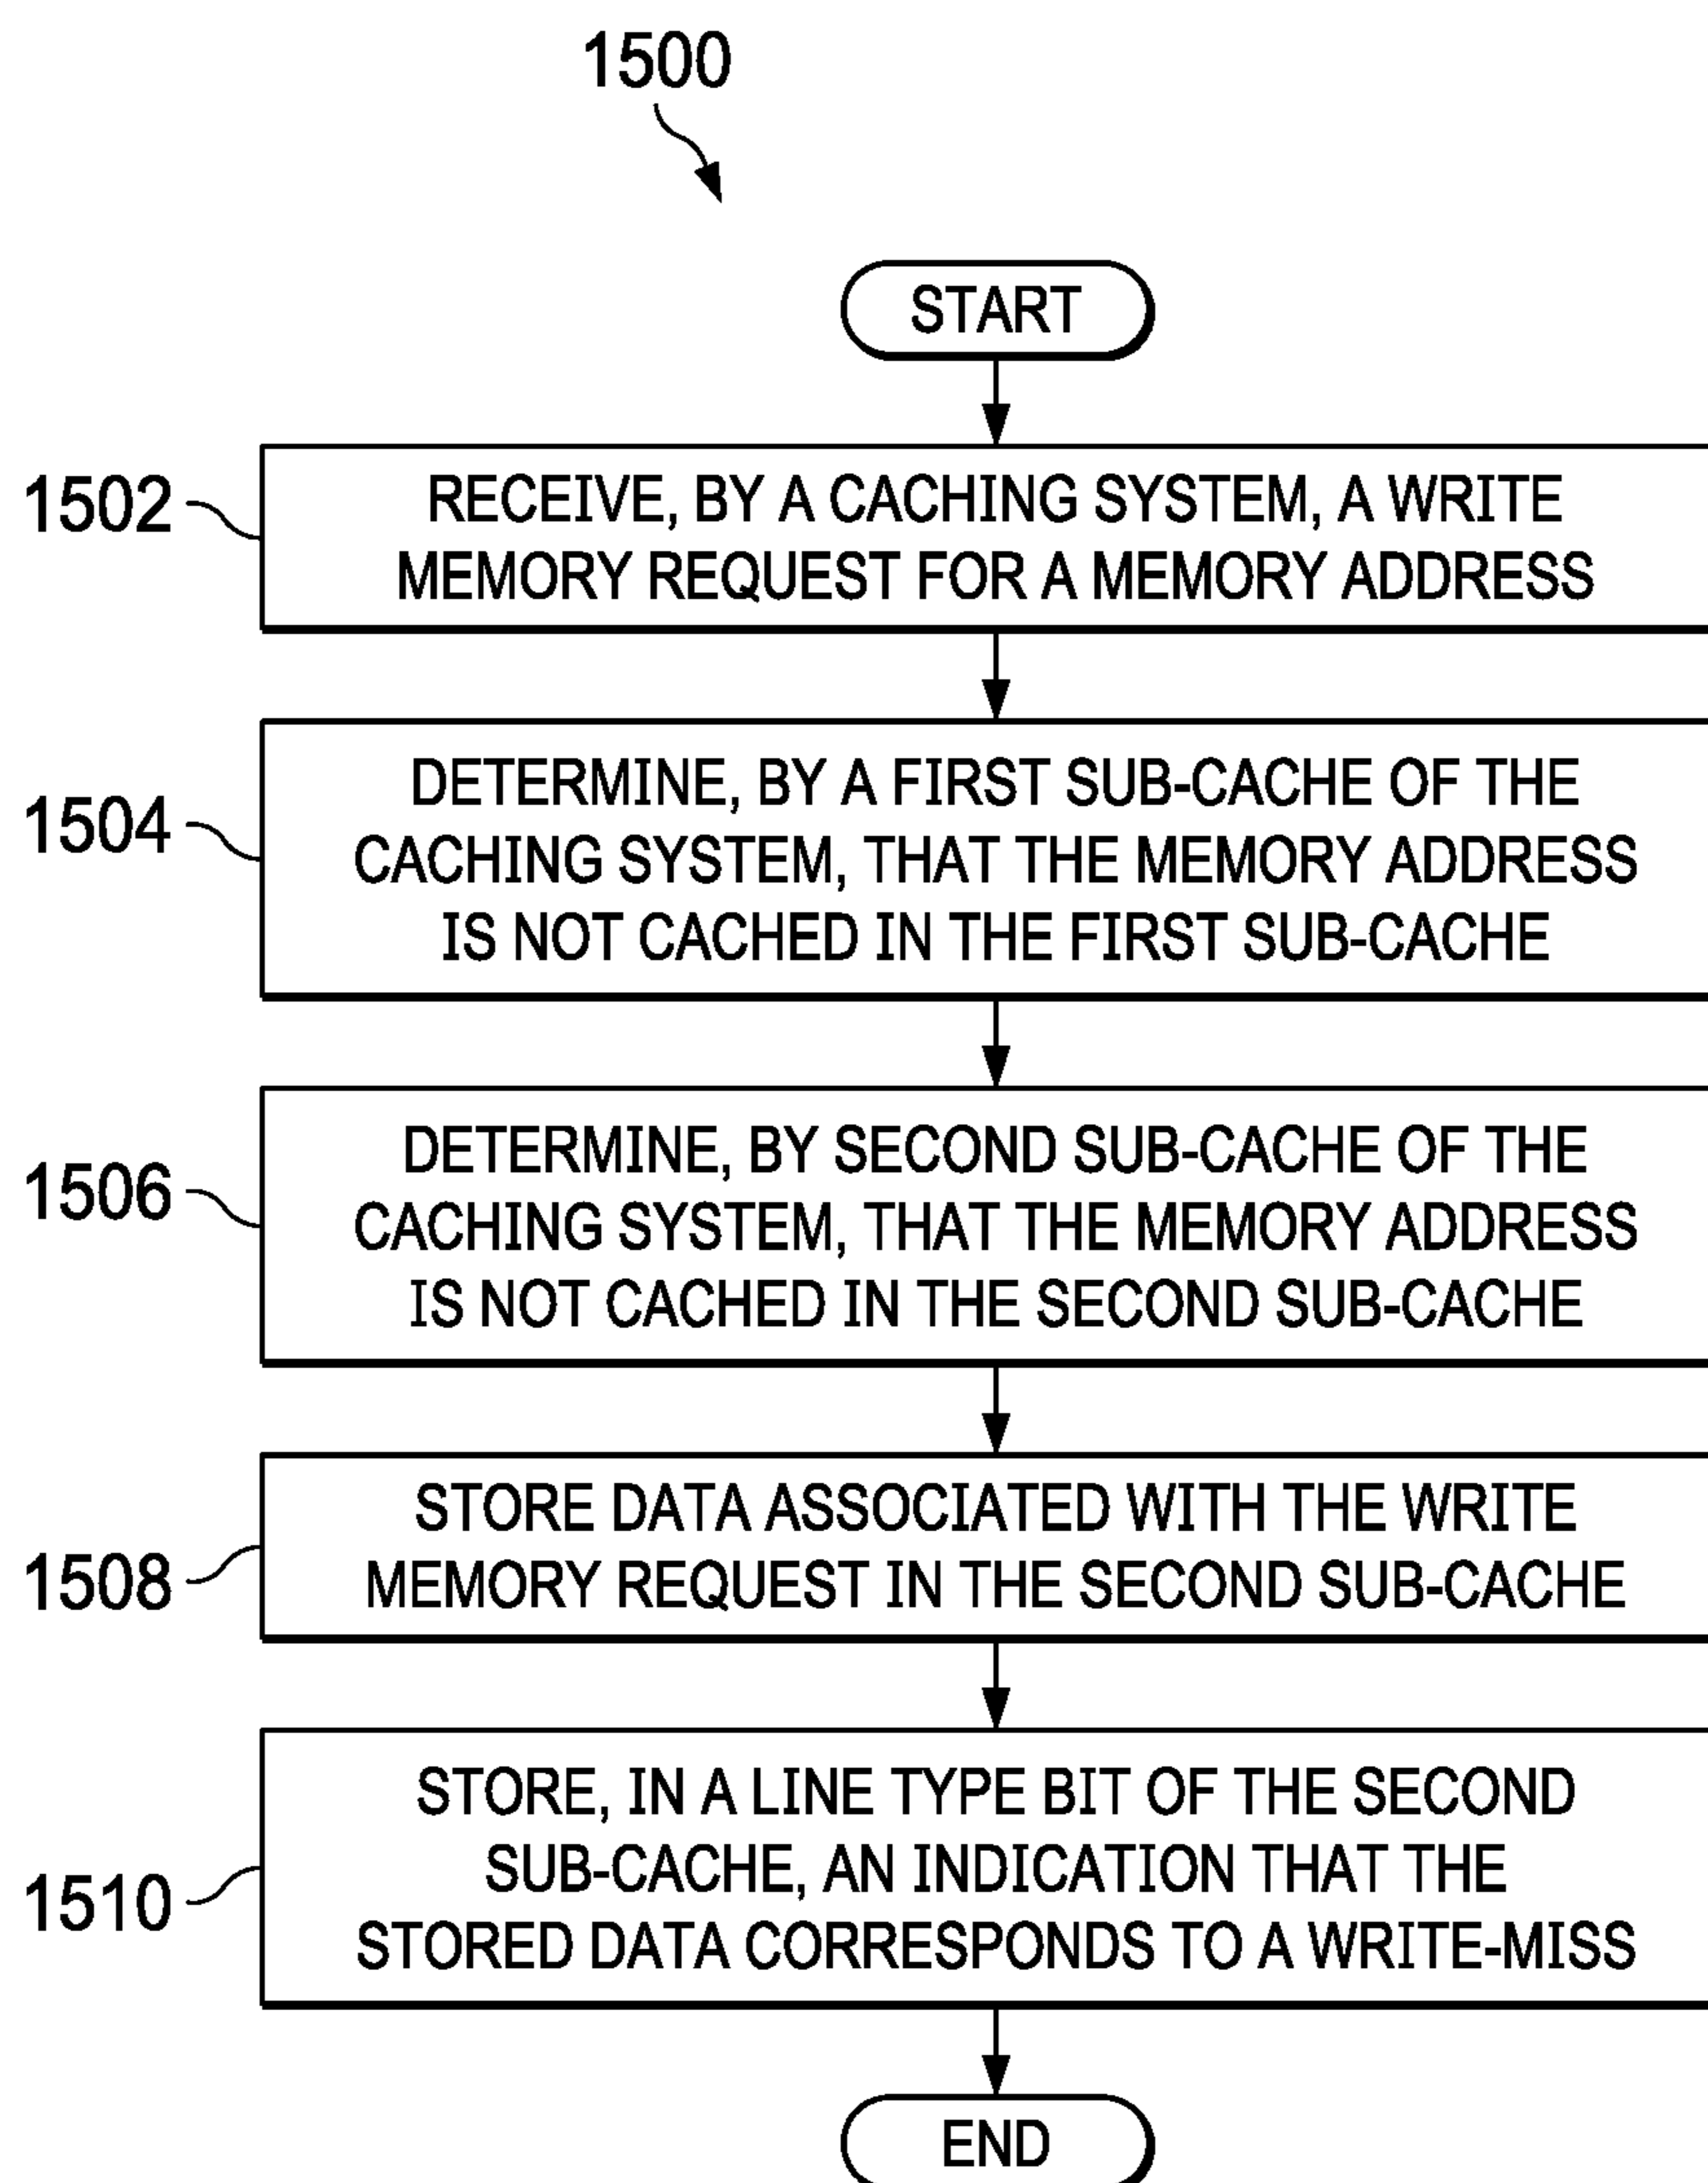 1500
START
1502
RECEIVE, BY A CACHING SYSTEM, A WRITE
MEMORY REQUEST FOR A MEMORY ADDRESS
1504
DETERMINE, BY A FIRST SUB-CACHE OF THE
CACHING SYSTEM, THAT THE MEMORY ADDRESS
IS NOT CACHED IN THE FIRST SUB-CACHE
1506
DETERMINE, BY SECOND SUB-CACHE OF THE
CACHING SYSTEM, THAT THE MEMORY ADDRESS
IS NOT CACHED IN THE SECOND SUB-CACHE
1508
STORE DATA ASSOCIATED WITH THE WRITE
MEMORY REQUEST IN THE SECOND SUB-CACHE
1510
STORE, IN A LINE TYPE BIT OF THE SECOND
SUB-CACHE, AN INDICATION THAT THE
STORED DATA CORRESPONDS TO A WRITE-MISS
END